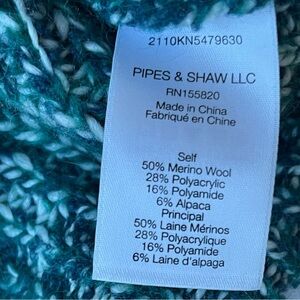 2110KN5479630
PIPES & SHAW LLC
RN155820
Made in China
Fabriqué en Chine
Self
50% Merino Wool
28% Polyacrylic
16% Polyamide
6% Alpaca
Principal
50% Laine Mérinos
28% Polyacrylique
16% Polyamide
6% Laine d'alpaga